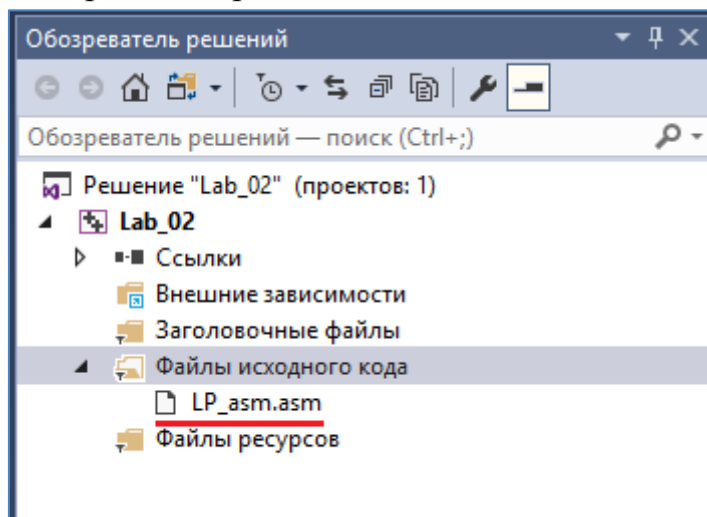 Обозреватель решений
Обозреватель решений — поиск (Ctrl+;)
Решение "Lab_02" (проектов: 1)
Lab_02
Ссылки
Внешние зависимости
Заголовочные файлы
Файлы исходного кода
LP_asm.asm
Файлы ресурсов